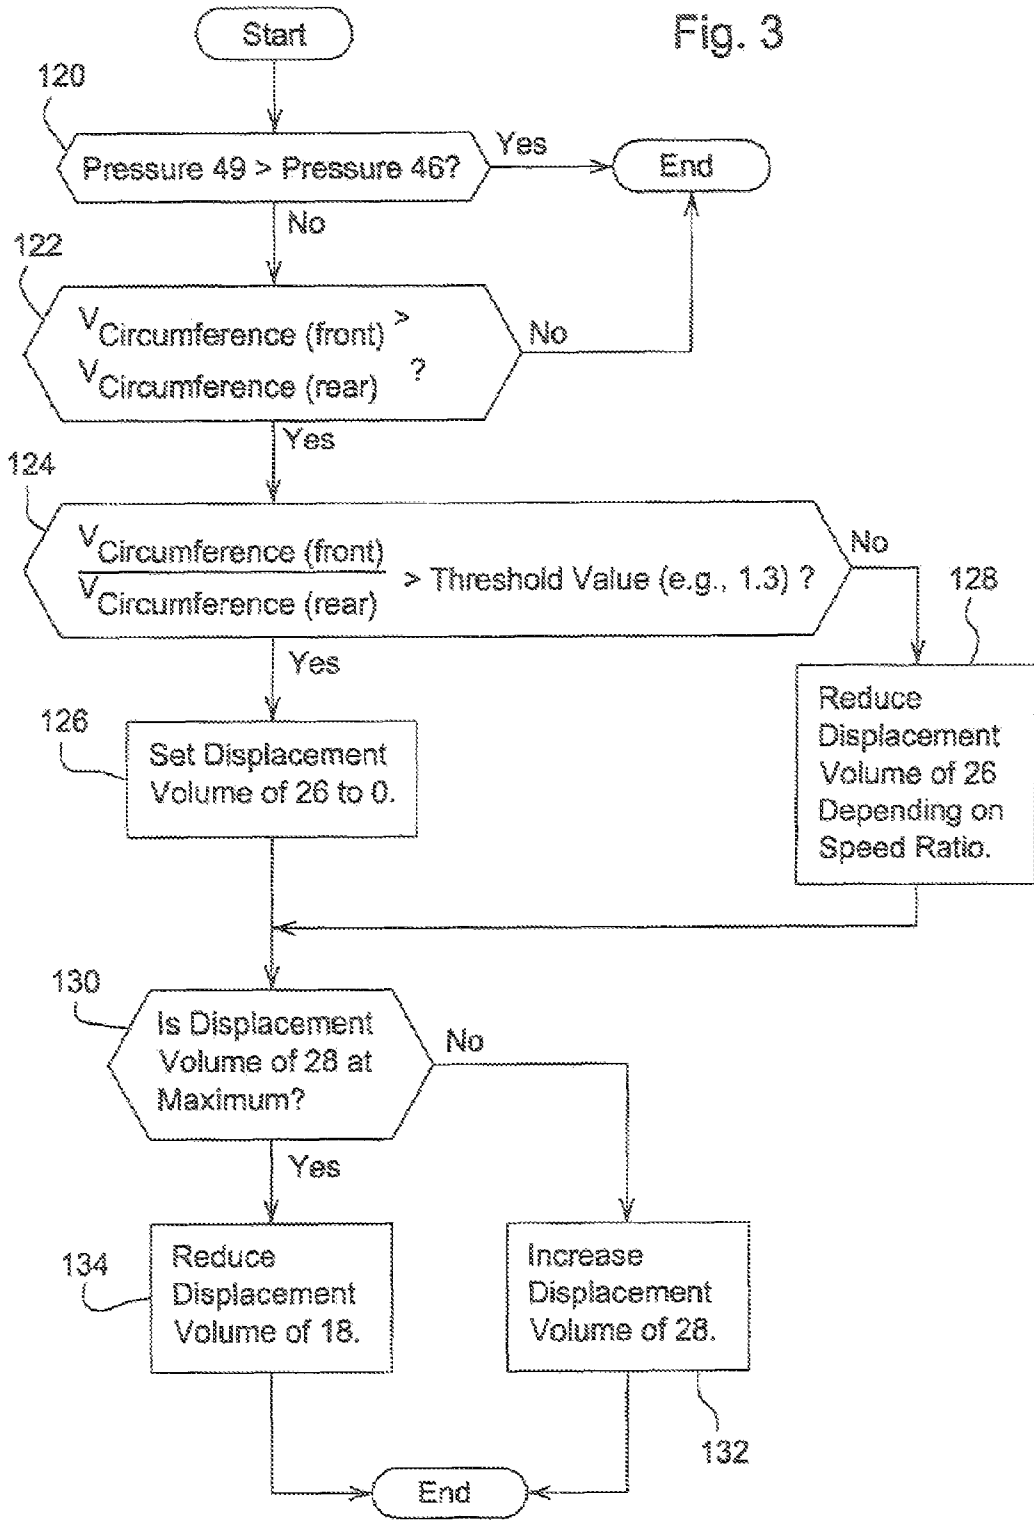 Fig. 3
Start
120
Pressure 49 > Pressure 46?
Yes
End
No
122
VCircumference (front) >
VCircumference (rear) ?
No
Yes
124
VCircumference (front)
VCircumference (rear)
> Threshold Value (e.g., 1.3) ?
No
128
Yes
Reduce
Displacement
Volume of 26
Depending on
Speed Ratio.
126
Set Displacement
Volume of 26 to 0.
130
Is Displacement
Volume of 28 at
Maximum?
No
Yes
134
Reduce
Displacement
Volume of 18.
Increase
Displacement
Volume of 28.
132
End